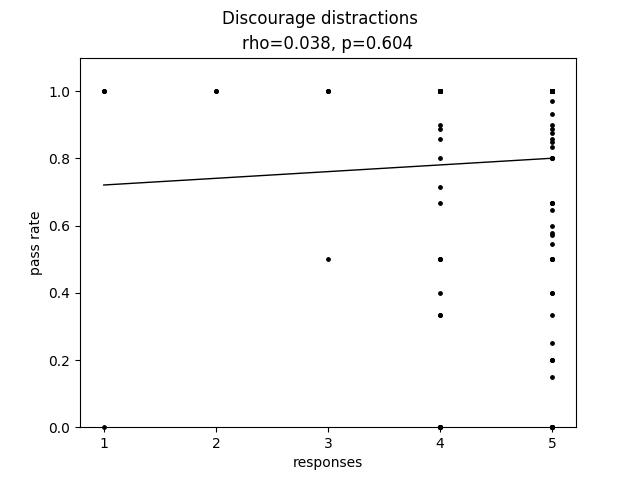 Discourage distractions
rho=0.038, p=0.604
1.0
0.8
0.6
0.4
0.2
0.0
pass rate
1 2 3 4 5
responses